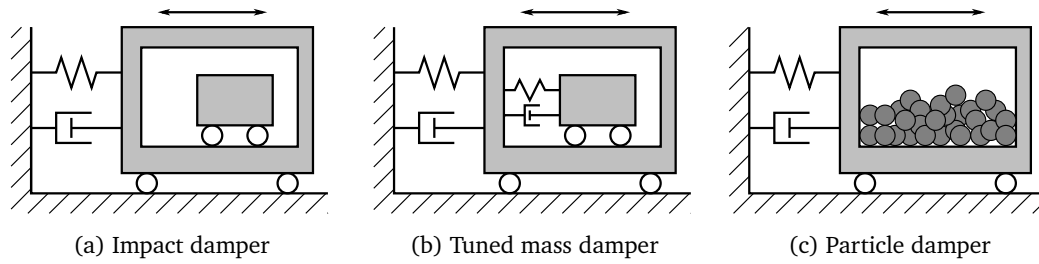 (a) Impact damper
(b) Tuned mass damper
(c) Particle damper